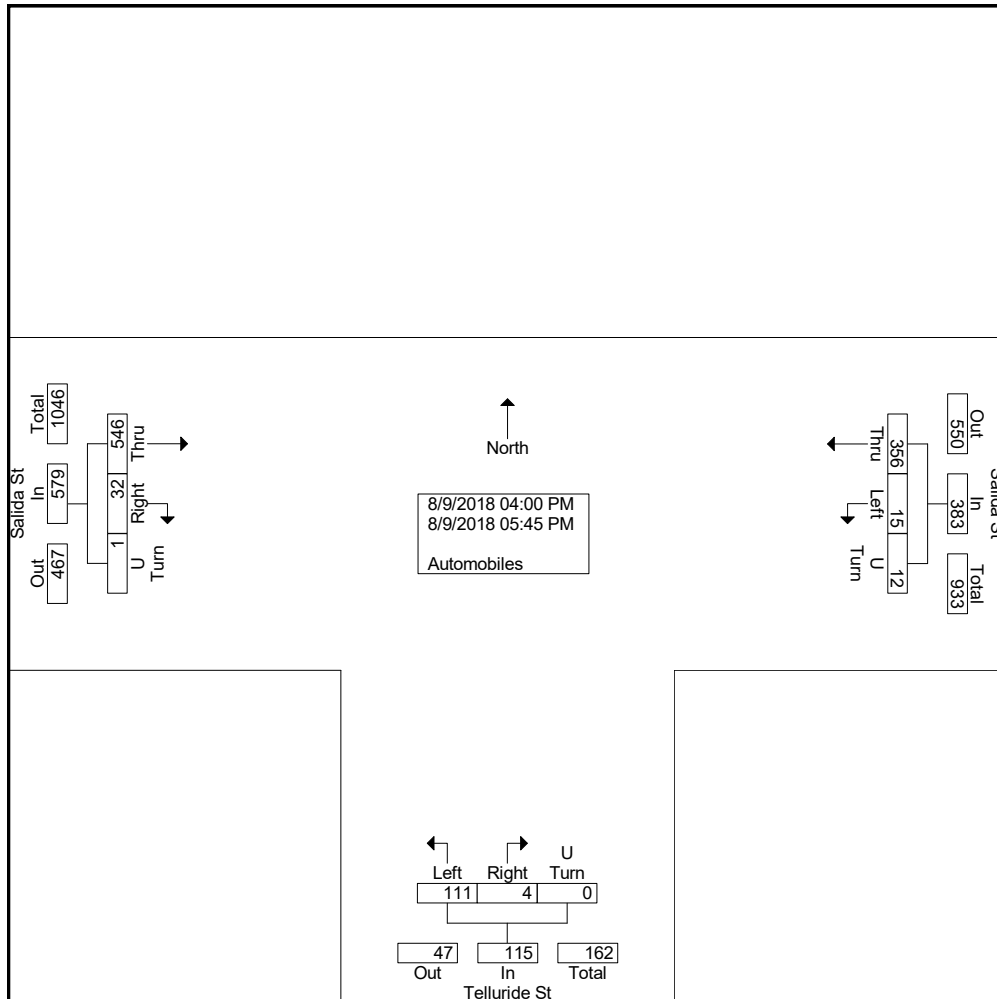 Salida St
Total
In
Out
1046
579
467
546
32
1
Thru
Right
U
Turn
North
8/9/2018 04:00 PM
8/9/2018 05:45 PM
Automobiles
Thru
Left
U
Turn
356
15
12
Out
In
Total
550
383
933
Salida St
U
Left Right Turn
111 4 0
47 115 162
Out In Total
Telluride St